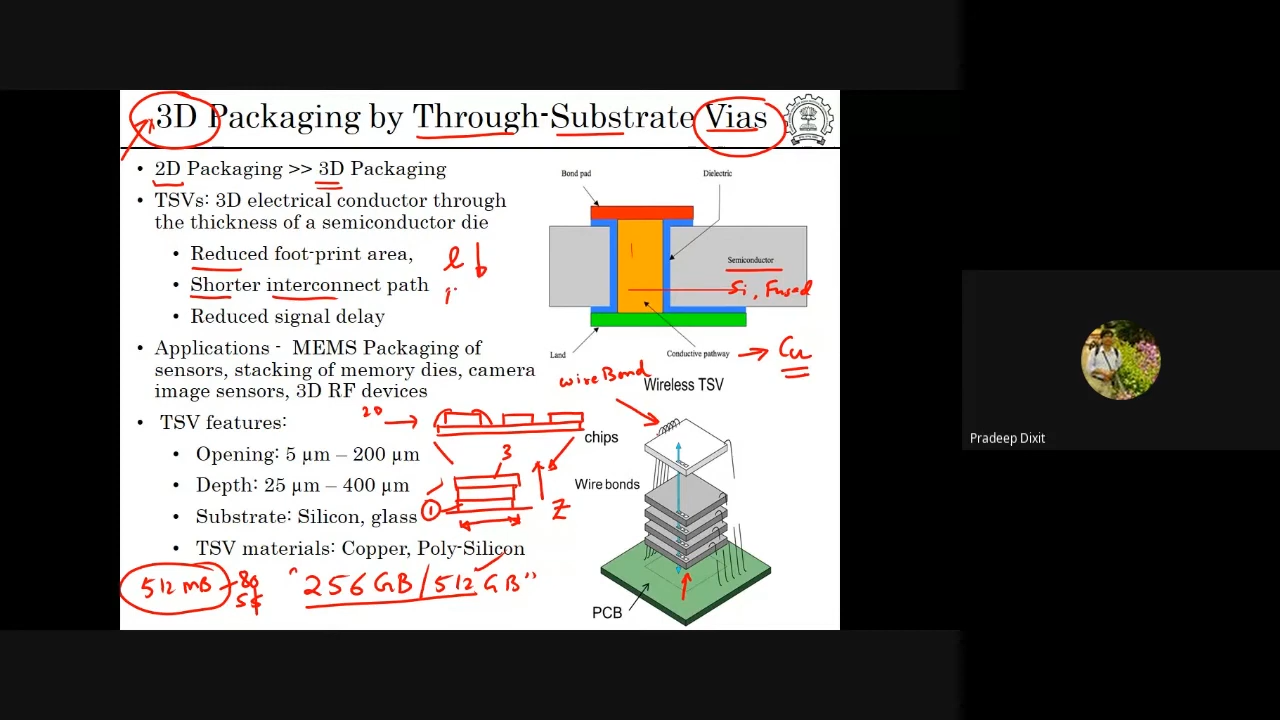 3D Packaging by Through-Substrate Vias
• 2D Packaging >> 3D Packaging
• TSVs: 3D electrical conductor through
the thickness of a semiconductor die
• Reduced foot-print area,
• Shorter interconnect path
• Reduced signal delay
• Applications - MEMS Packaging of
sensors, stacking of memory dies, camera
image sensors, 3D RF devices
• TSV features:
• Opening: 5 µm – 200 µm
• Depth: 25 µm – 400 µm
• Substrate: Silicon, glass
• TSV materials: Copper, Poly-Silicon
l b
2D
3
1
Z
512 MB
"256 GB/512 GB"
Bond pad
Dielectric
Semiconductor
Si, Fused
Land
Conductive pathway
Cu
wire Bond
Wireless TSV
chips
Wire bonds
PCB
Pradeep Dixit